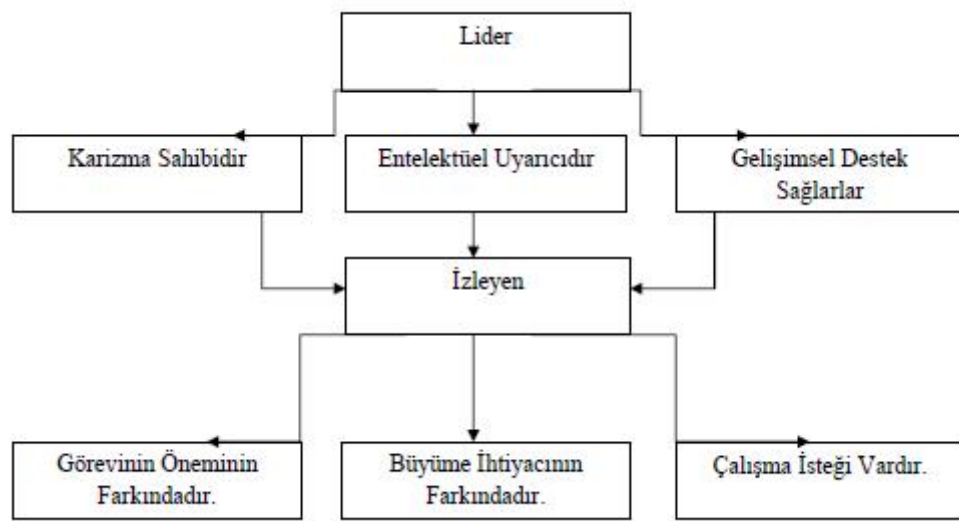 Lider
Karizma Sahibidir
Entelektüel Uyarıcıdır
Gelişimsel Destek
Sağlarlar
İzleyen
Görevinin Öneminin
Farkındadır.
Büyüme İhtiyacının
Farkındadır.
Çalışma İsteği Vardır.